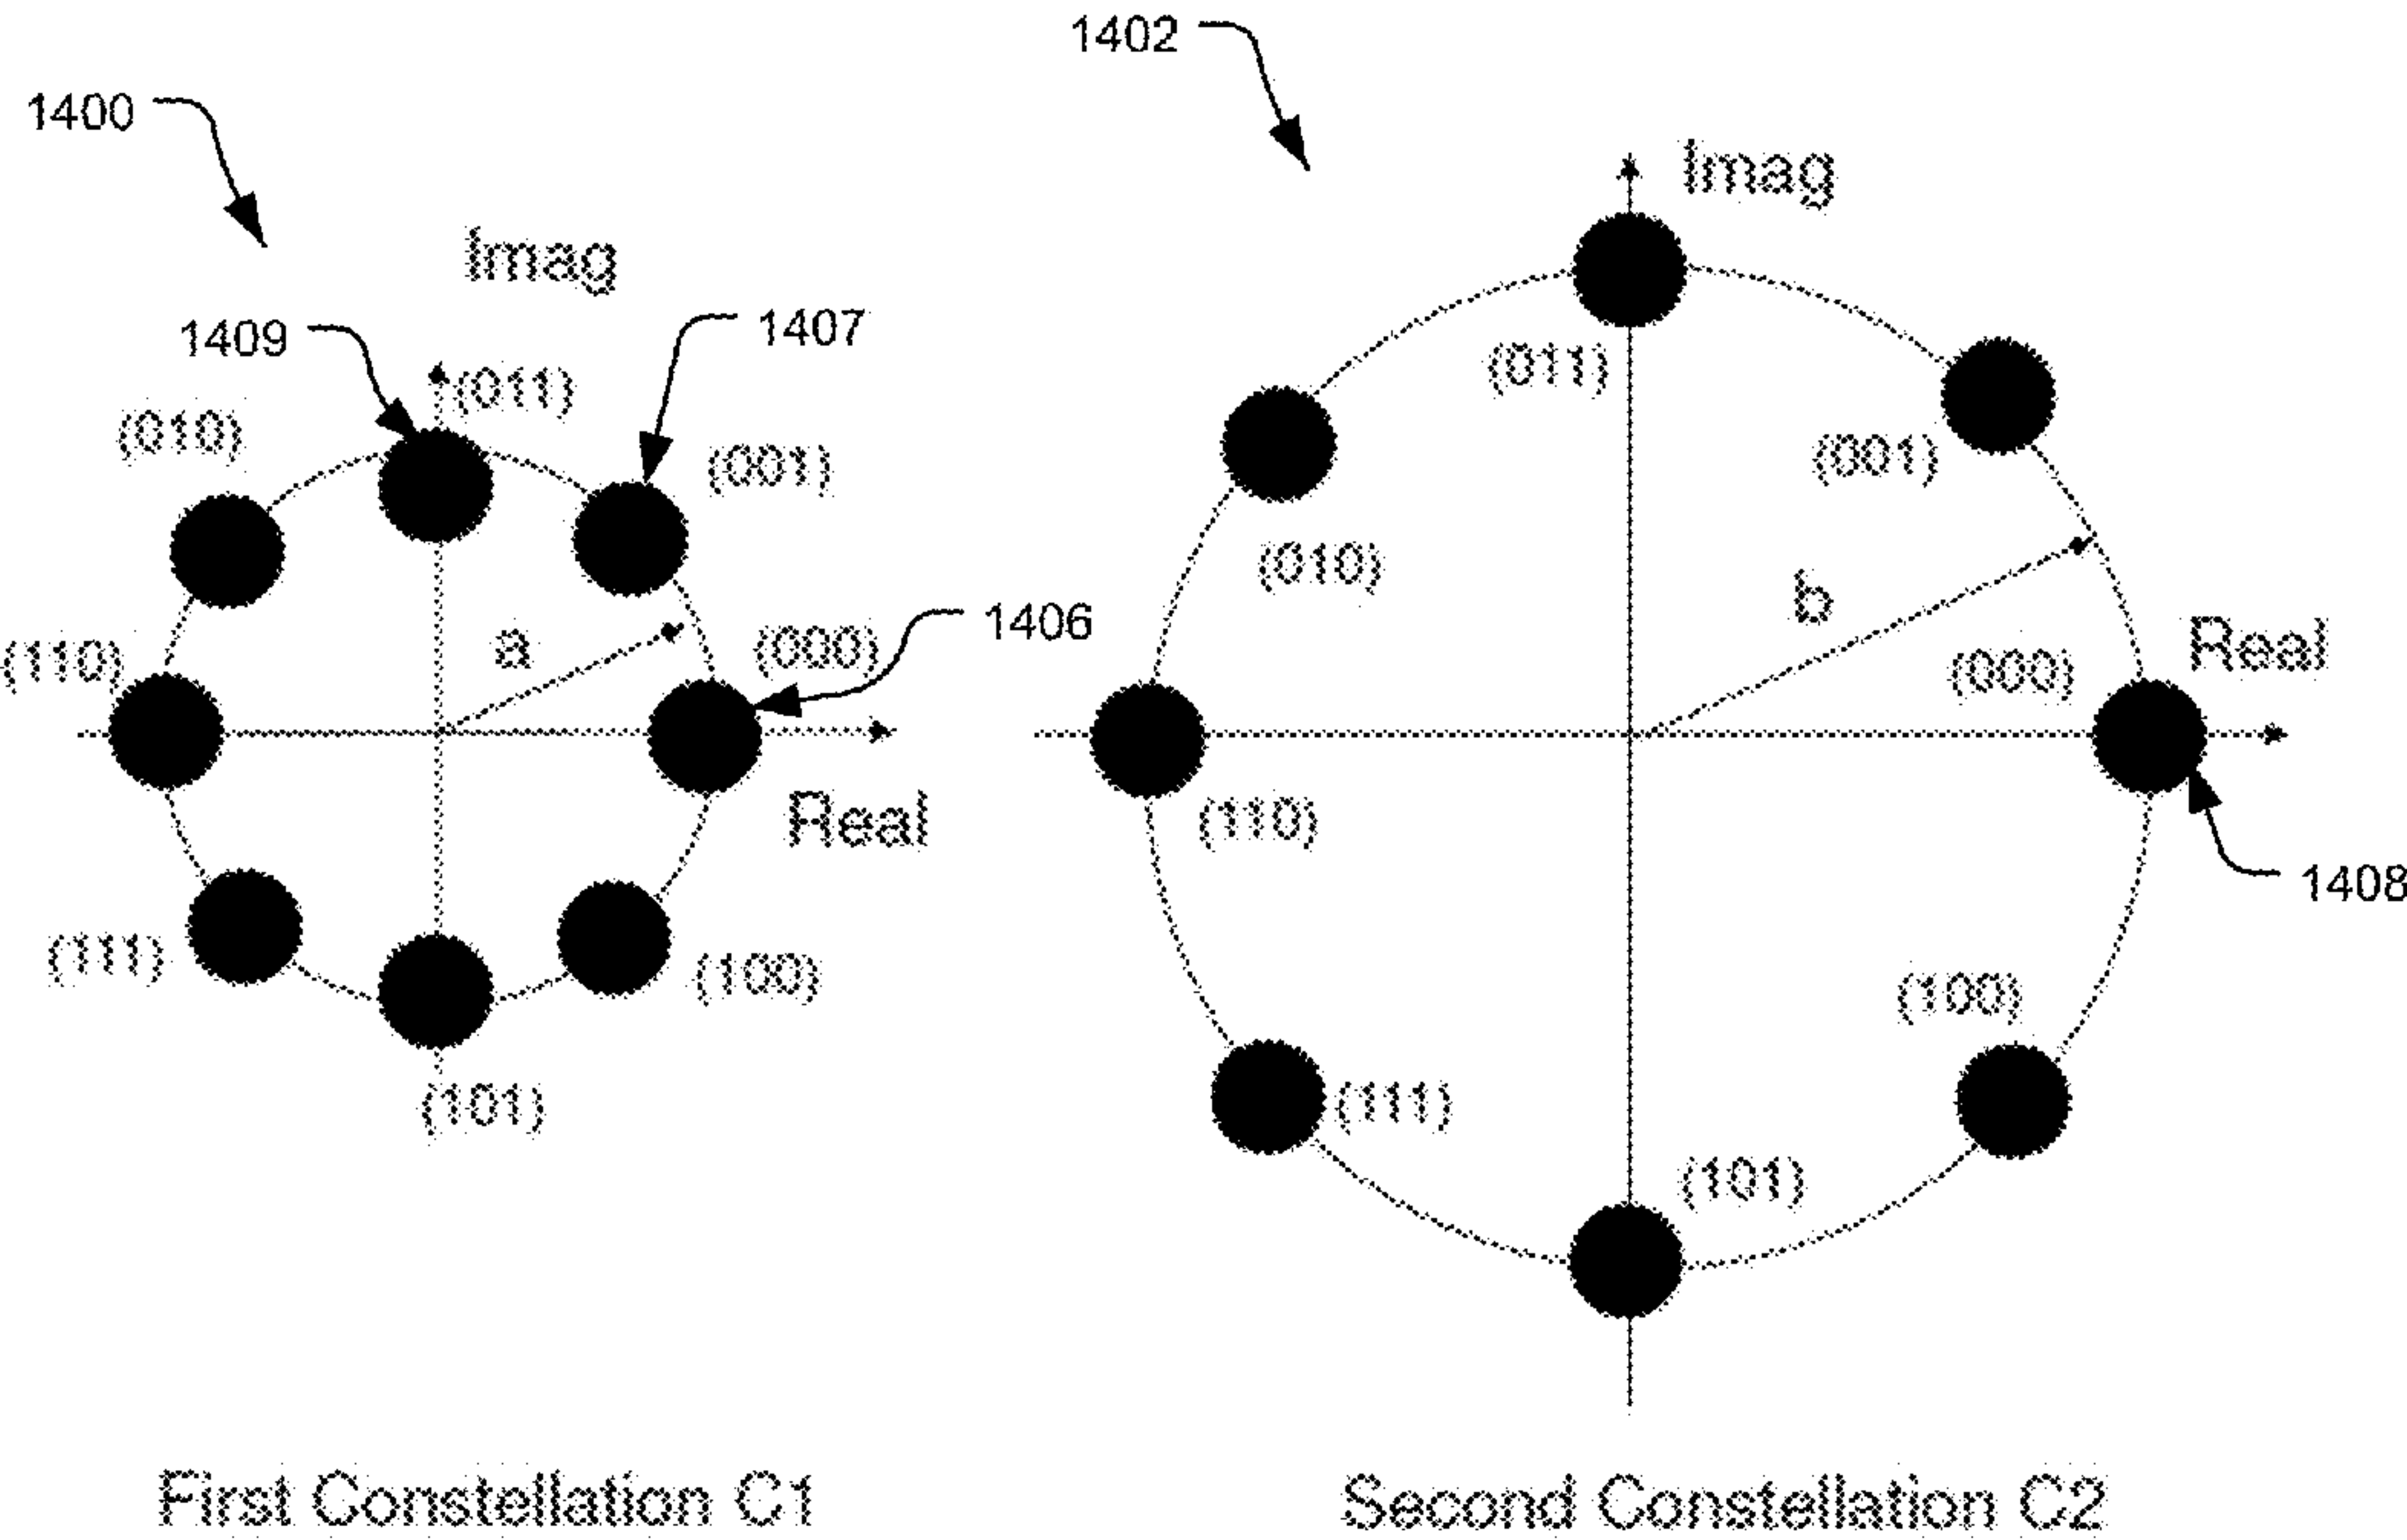 1402
1400
Imag
Imag
1409
1407
(011)
(011)
(010)
(001)
(001)
(010)
a
b
(000)
1406
(110)
(000)
Real
Real
(110)
1408
(111)
(100)
(100)
(101)
(111)
(101)
First Constellation C1
Second Constellation C2